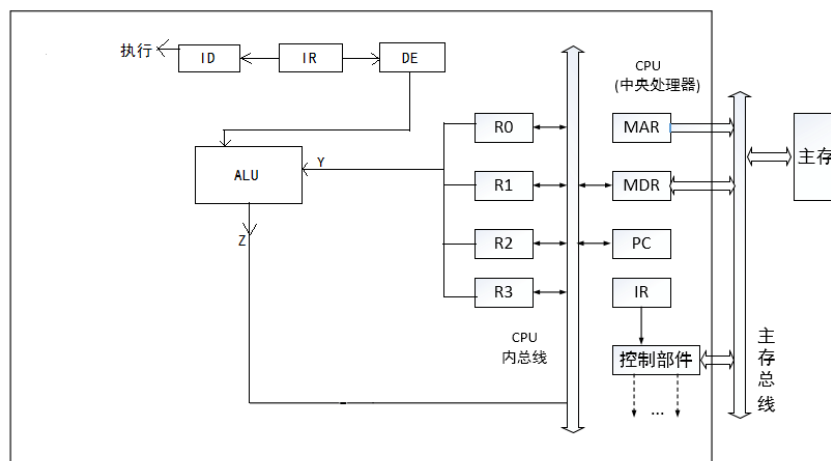 执行
ID
IR
DE
CPU
(中央处理器)
R0
MAR
主存
Y
ALU
R1
MDR
Z
R2
PC
R3
IR
CPU
内总线
控制部件
...
主存总线